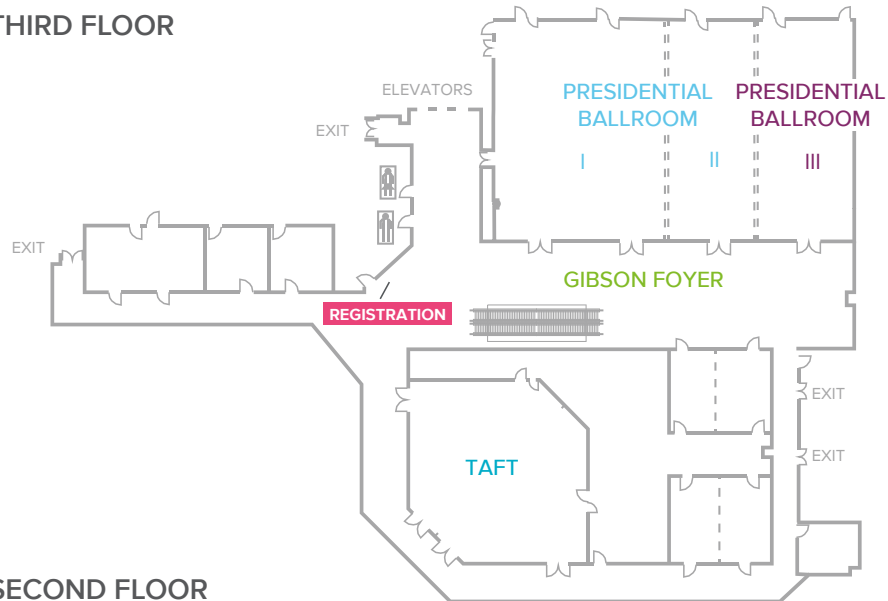 THIRD FLOOR
ELEVATORS
EXIT
PRESIDENTIAL
BALLROOM
I
II
PRESIDENTIAL
BALLROOM
III
EXIT
GIBSON FOYER
REGISTRATION
EXIT
TAFT
EXIT
SECOND FLOOR